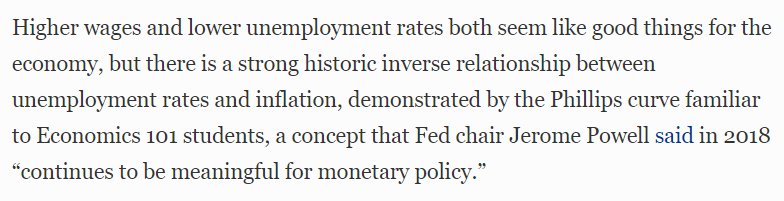 Higher wages and lower unemployment rates both seem like good things for the
economy, but there is a strong historic inverse relationship between
unemployment rates and inflation, demonstrated by the Phillips curve familiar
to Economics 101 students, a concept that Fed chair Jerome Powell said in 2018
“continues to be meaningful for monetary policy.”